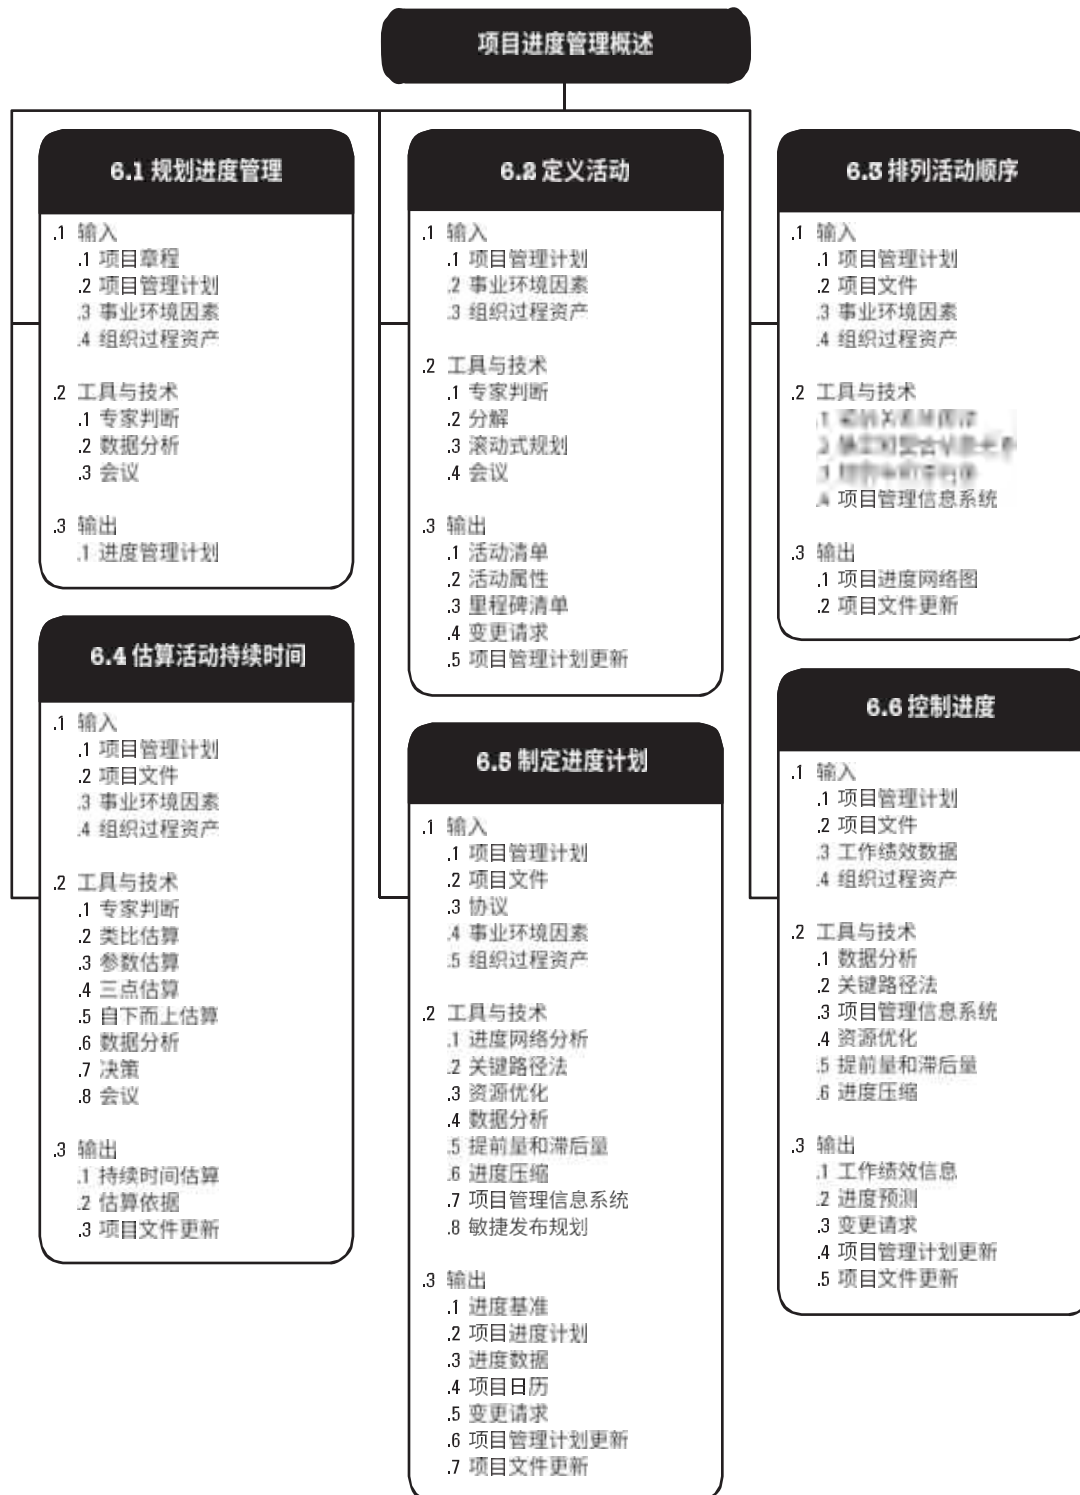 项目进度管理概述
6.1 规划进度管理
.1 输入
.1 项目章程
.2 项目管理计划
.3 事业环境因素
.4 组织过程资产
.2 工具与技术
.1 专家判断
.2 数据分析
.3 会议
.3 输出
.1 进度管理计划
6.2 定义活动
.1 输入
.1 项目管理计划
.2 事业环境因素
.3 组织过程资产
.2 工具与技术
.1 专家判断
.2 分解
.3 滚动式规划
.4 会议
.3 输出
.1 活动清单
.2 活动属性
.3 里程碑清单
.4 变更请求
.5 项目管理计划更新
6.3 排列活动顺序
.1 输入
.1 项目管理计划
.2 项目文件
.3 事业环境因素
.4 组织过程资产
.2 工具与技术
.4 项目管理信息系统
.3 输出
.1 项目进度网络图
.2 项目文件更新
6.4 估算活动持续时间
.1 输入
.1 项目管理计划
.2 项目文件
.3 事业环境因素
.4 组织过程资产
.2 工具与技术
.1 专家判断
.2 类比估算
.3 参数估算
.4 三点估算
.5 自下而上估算
.6 数据分析
.7 决策
.8 会议
.3 输出
.1 持续时间估算
.2 估算依据
.3 项目文件更新
6.5 制定进度计划
.1 输入
.1 项目管理计划
.2 项目文件
.3 协议
.4 事业环境因素
.5 组织过程资产
.2 工具与技术
.1 进度网络分析
.2 关键路径法
.3 资源优化
.4 数据分析
.5 提前量和滞后量
.6 进度压缩
.7 项目管理信息系统
.8 敏捷发布规划
.3 输出
.1 进度基准
.2 项目进度计划
.3 进度数据
.4 项目日历
.5 变更请求
.6 项目管理计划更新
.7 项目文件更新
6.6 控制进度
.1 输入
.1 项目管理计划
.2 项目文件
.3 工作绩效数据
.4 组织过程资产
.2 工具与技术
.1 数据分析
.2 关键路径法
.3 项目管理信息系统
.4 资源优化
.5 提前量和滞后量
.6 进度压缩
.3 输出
.1 工作绩效信息
.2 进度预测
.3 变更请求
.4 项目管理计划更新
.5 项目文件更新